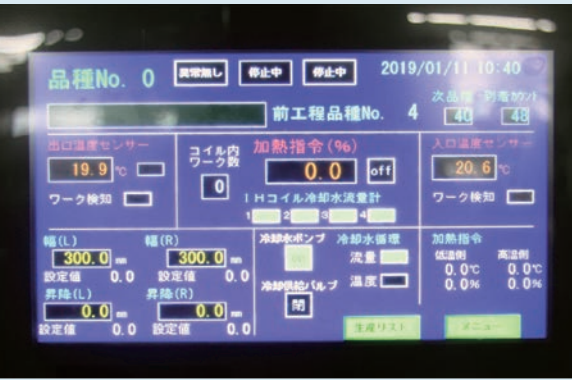 品種No. 0 異常無し 停止中 停止中 2019/01/11 10:40
前工程品種No. 4 次品種 40 到着カウント 48
出口温度センサー
19.9 ℃
ワーク検知
コイル内
ワーク数
0
加熱指令(%)
0.0 off
IHコイル冷却水流量計
1 2 3 4
入口温度センサー
20.6 ℃
ワーク検知
幅(L)
300.0 mm
設定値 0.0
幅(R)
300.0 mm
設定値 0.0
昇降(L)
0.0 mm
設定値 0.0
昇降(R)
0.0 mm
設定値 0.0
冷却水ポンプ
冷却供給バルブ
閉
冷却水循環
流量
温度
加熱指令
低温側 高温側
0.0℃ 0.0℃
0.0% 0.0%
生産リスト メニュー